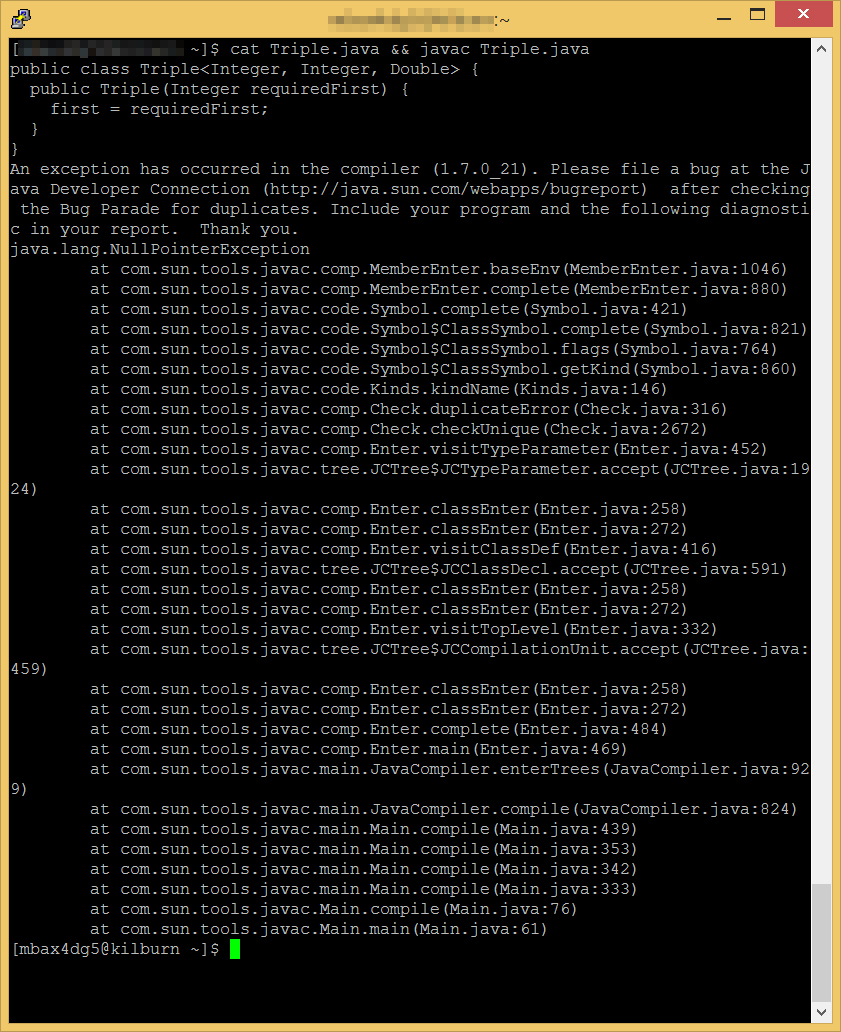 :~
[ ~]$ cat Triple.java && javac Triple.java
public class Triple<Integer, Integer, Double> {
  public Triple(Integer requiredFirst) {
    first = requiredFirst;
  }
}
An exception has occurred in the compiler (1.7.0_21). Please file a bug at the J
ava Developer Connection (http://java.sun.com/webapps/bugreport)  after checking
 the Bug Parade for duplicates. Include your program and the following diagnosti
c in your report.  Thank you.
java.lang.NullPointerException
        at com.sun.tools.javac.comp.MemberEnter.baseEnv(MemberEnter.java:1046)
        at com.sun.tools.javac.comp.MemberEnter.complete(MemberEnter.java:880)
        at com.sun.tools.javac.code.Symbol.complete(Symbol.java:421)
        at com.sun.tools.javac.code.Symbol$ClassSymbol.complete(Symbol.java:821)
        at com.sun.tools.javac.code.Symbol$ClassSymbol.flags(Symbol.java:764)
        at com.sun.tools.javac.code.Symbol$ClassSymbol.getKind(Symbol.java:860)
        at com.sun.tools.javac.code.Kinds.kindName(Kinds.java:146)
        at com.sun.tools.javac.comp.Check.duplicateError(Check.java:316)
        at com.sun.tools.javac.comp.Check.checkUnique(Check.java:2672)
        at com.sun.tools.javac.comp.Enter.visitTypeParameter(Enter.java:452)
        at com.sun.tools.javac.tree.JCTree$JCTypeParameter.accept(JCTree.java:19
24)
        at com.sun.tools.javac.comp.Enter.classEnter(Enter.java:258)
        at com.sun.tools.javac.comp.Enter.classEnter(Enter.java:272)
        at com.sun.tools.javac.comp.Enter.visitClassDef(Enter.java:416)
        at com.sun.tools.javac.tree.JCTree$JCClassDecl.accept(JCTree.java:591)
        at com.sun.tools.javac.comp.Enter.classEnter(Enter.java:258)
        at com.sun.tools.javac.comp.Enter.classEnter(Enter.java:272)
        at com.sun.tools.javac.comp.Enter.visitTopLevel(Enter.java:332)
        at com.sun.tools.javac.tree.JCTree$JCCompilationUnit.accept(JCTree.java:
459)
        at com.sun.tools.javac.comp.Enter.classEnter(Enter.java:258)
        at com.sun.tools.javac.comp.Enter.classEnter(Enter.java:272)
        at com.sun.tools.javac.comp.Enter.complete(Enter.java:484)
        at com.sun.tools.javac.comp.Enter.main(Enter.java:469)
        at com.sun.tools.javac.main.JavaCompiler.enterTrees(JavaCompiler.java:92
9)
        at com.sun.tools.javac.main.JavaCompiler.compile(JavaCompiler.java:824)
        at com.sun.tools.javac.main.Main.compile(Main.java:439)
        at com.sun.tools.javac.main.Main.compile(Main.java:353)
        at com.sun.tools.javac.main.Main.compile(Main.java:342)
        at com.sun.tools.javac.main.Main.compile(Main.java:333)
        at com.sun.tools.javac.Main.compile(Main.java:76)
        at com.sun.tools.javac.Main.main(Main.java:61)
[mbax4dg5@kilburn ~]$